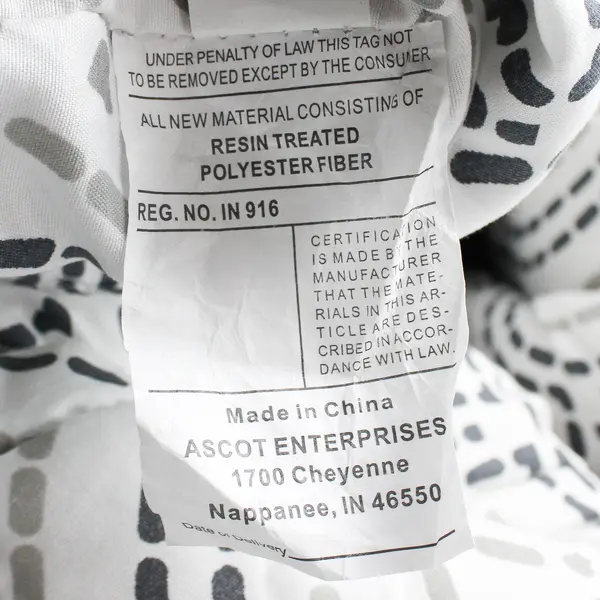 UNDER PENALTY OF LAW THIS TAG NOT
TO BE REMOVED EXCEPT BY THE CONSUMER
ALL NEW MATERIAL CONSISTING OF
RESIN TREATED
POLYESTER FIBER
REG. NO. IN 916
CERTIFICATION
IS MADE BY THE
MANUFACTURER
THAT THE MATE-
RIALS IN THIS AR-
TICLE ARE DES-
CRIBED IN ACCOR-
DANCE WITH LAW.
Made in China
ASCOT ENTERPRISES
1700 Cheyenne
Nappanee, IN 46550
Date of Delivery